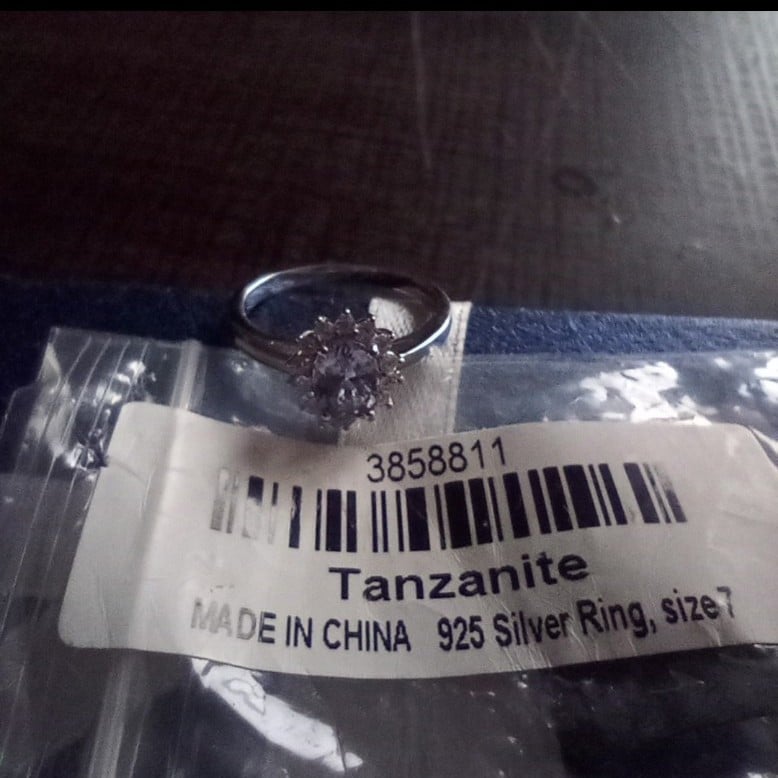 3858811
Tanzanite
MADE IN CHINA 925 Silver Ring, size 7